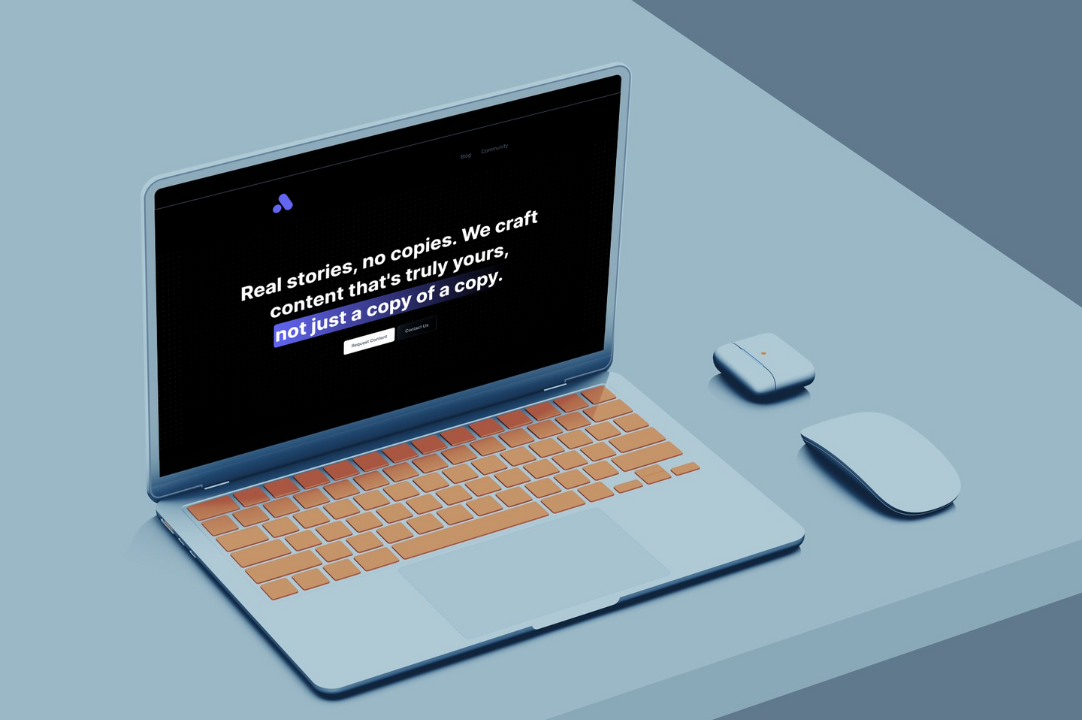 Blog Community
Real stories, no copies. We craft
content that's truly yours,
not just a copy of a copy.
Request Content Contact Us